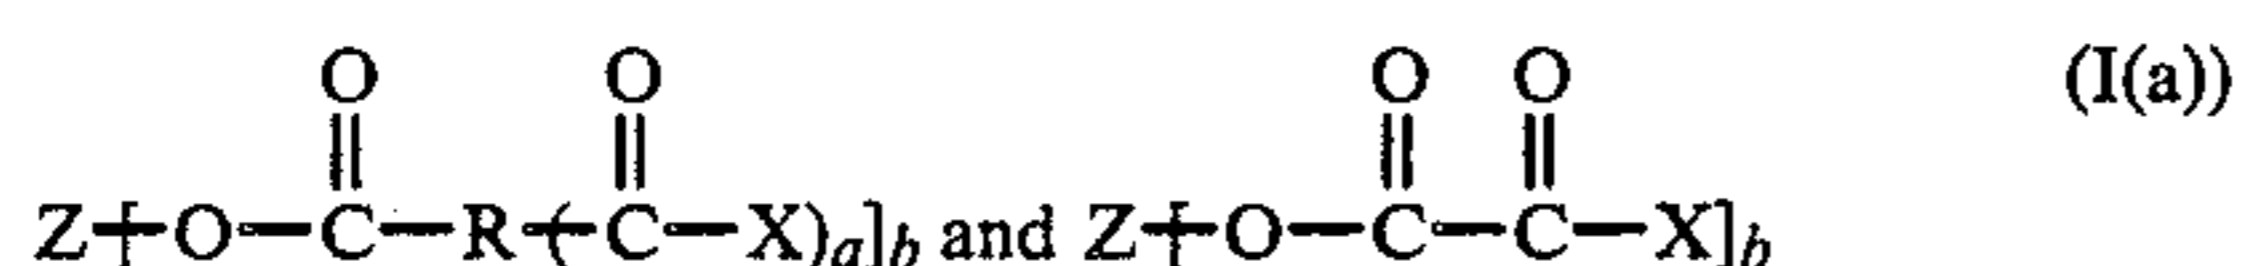 O O O O (I(a))
Z[O—C—R(C—X)a]b and Z[O—C—C—X]b